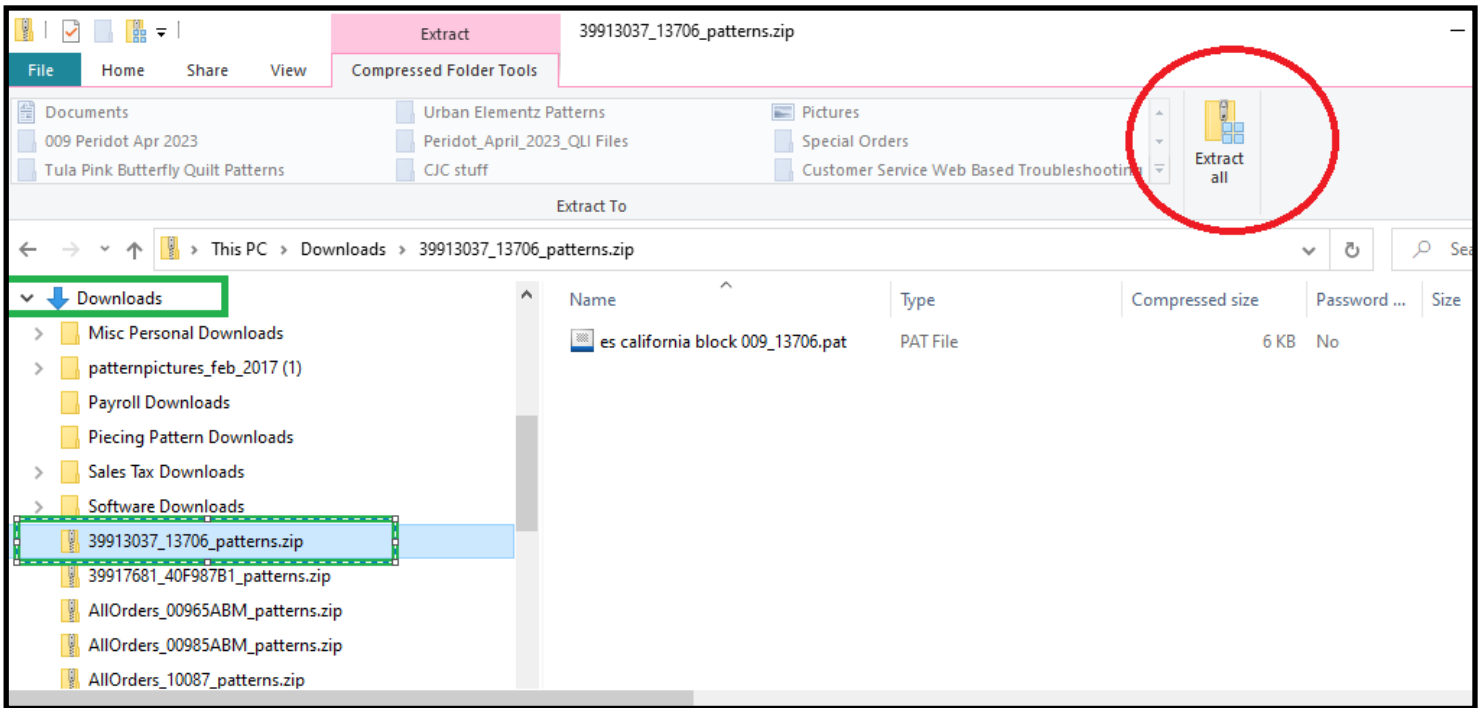 Extract
39913037_13706_patterns.zip
File Home Share View Compressed Folder Tools
Documents Urban Elementz Patterns Pictures
009 Peridot Apr 2023 Peridot_April_2023_QLI Files Special Orders
Tula Pink Butterfly Quilt Patterns CJC stuff Customer Service Web Based Troubleshooting
Extract
all
Extract To
This PC > Downloads > 39913037_13706_patterns.zip
Sea
Downloads
Name Type Compressed size Password ... Size
Misc Personal Downloads
es california block 009_13706.pat PAT File 6 KB No
patternpictures_feb_2017 (1)
Payroll Downloads
Piecing Pattern Downloads
Sales Tax Downloads
Software Downloads
39913037_13706_patterns.zip
39917681_40F987B1_patterns.zip
AllOrders_00965ABM_patterns.zip
AllOrders_00985ABM_patterns.zip
AllOrders_10087_patterns.zip